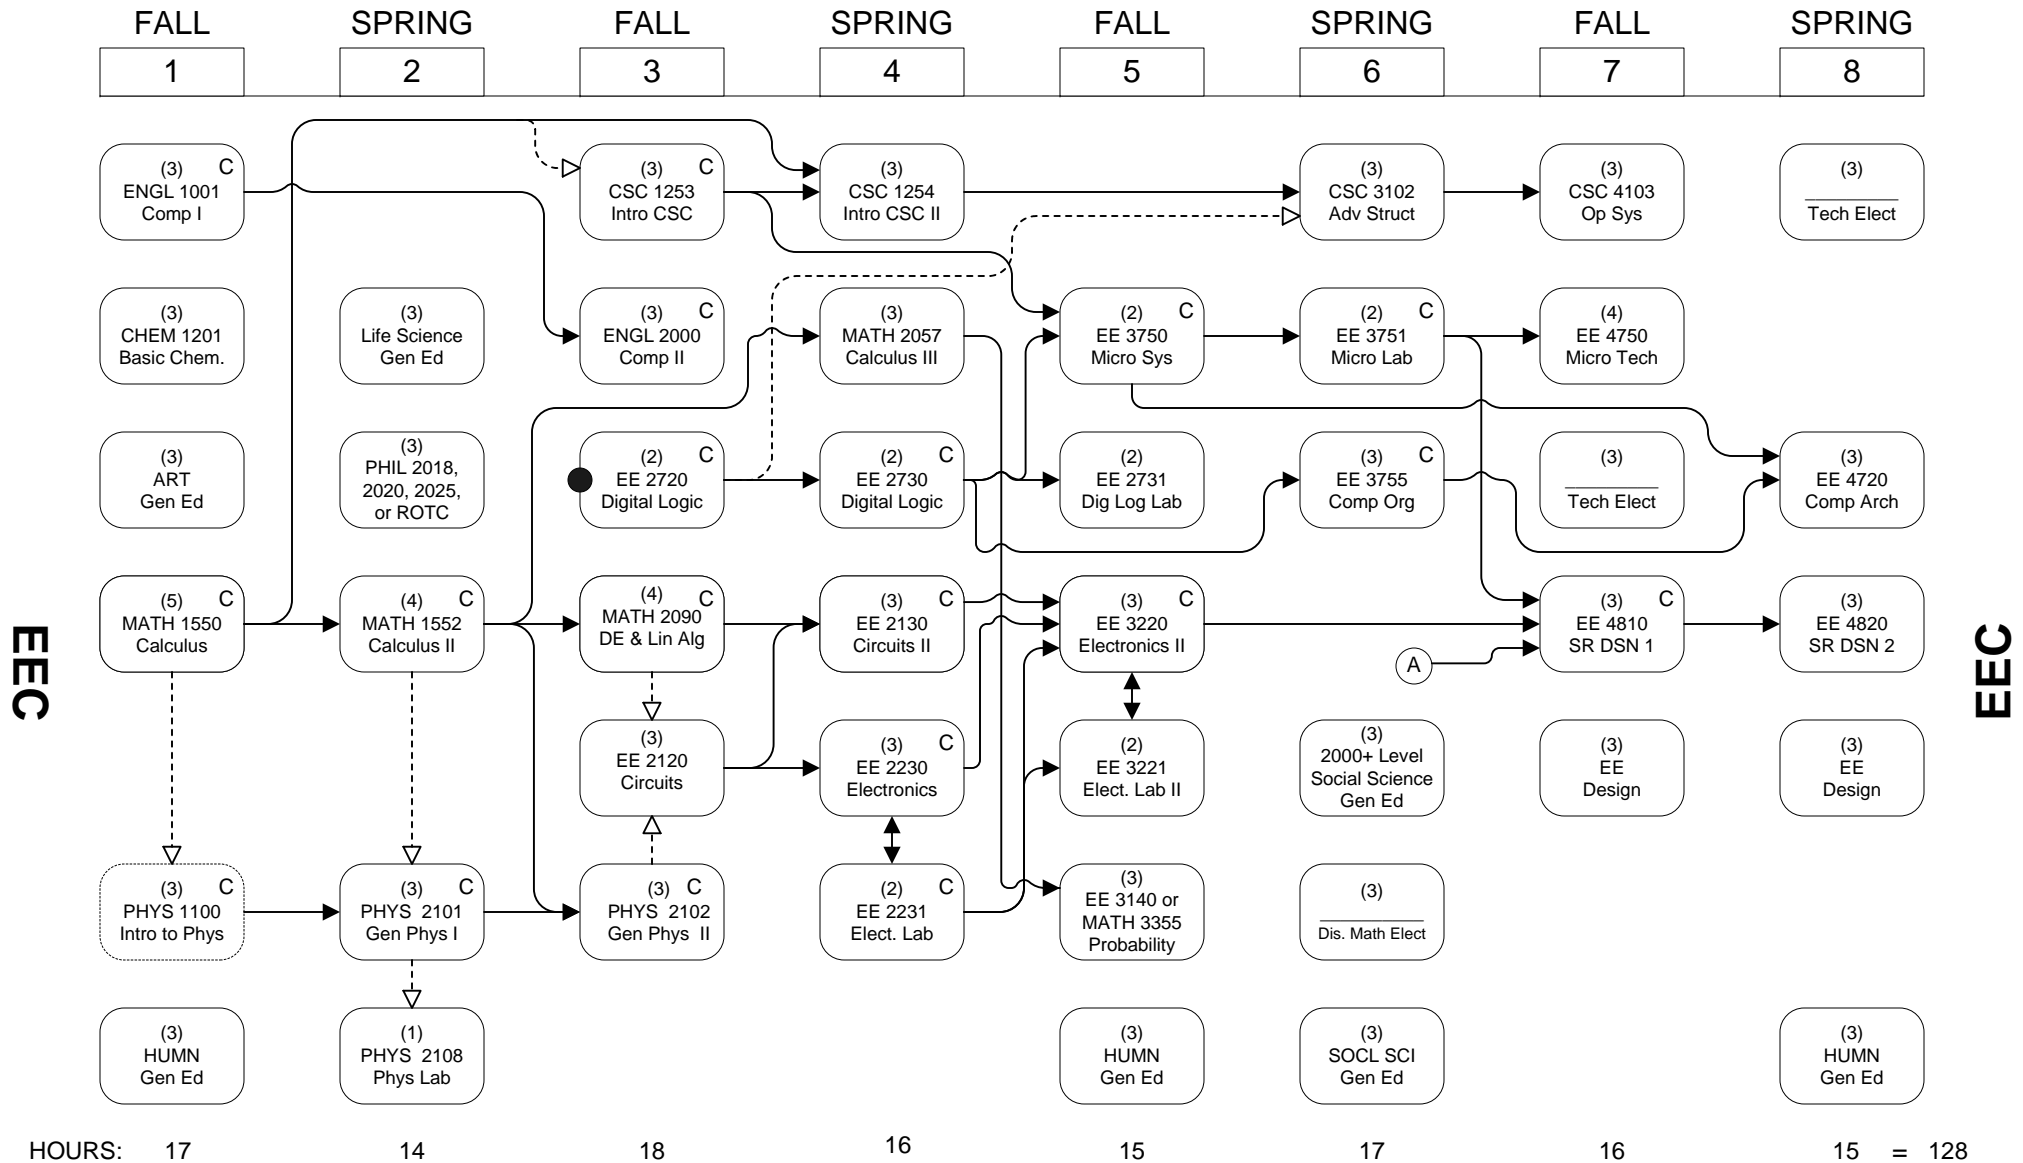 FALL
SPRING
FALL
SPRING
FALL
SPRING
FALL
SPRING
1
2
3
4
5
6
7
8
(3) C
ENGL 1001
Comp I
(3) C
CSC 1253
Intro CSC
(3)
CSC 1254
Intro CSC II
(3)
CSC 3102
Adv Struct
(3)
CSC 4103
Op Sys
(3)
Tech Elect
(3)
CHEM 1201
Basic Chem.
(3)
Life Science
Gen Ed
(3) C
ENGL 2000
Comp II
(3)
MATH 2057
Calculus III
(2) C
EE 3750
Micro Sys
(2) C
EE 3751
Micro Lab
(4)
EE 4750
Micro Tech
(3)
ART
Gen Ed
(3)
PHIL 2018,
2020, 2025,
or ROTC
(2) C
EE 2720
Digital Logic
(2) C
EE 2730
Digital Logic
(2)
EE 2731
Dig Log Lab
(3) C
EE 3755
Comp Org
(3)
Tech Elect
(3)
EE 4720
Comp Arch
EEC
(5) C
MATH 1550
Calculus
(4) C
MATH 1552
Calculus II
(4) C
MATH 2090
DE & Lin Alg
(3) C
EE 2130
Circuits II
(3) C
EE 3220
Electronics II
A
(3) C
EE 4810
SR DSN 1
(3)
EE 4820
SR DSN 2
EEC
(3)
EE 2120
Circuits
(3) C
EE 2230
Electronics
(2)
EE 3221
Elect. Lab II
(3)
2000+ Level
Social Science
Gen Ed
(3)
EE
Design
(3)
EE
Design
(3) C
PHYS 1100
Intro to Phys
(3) C
PHYS 2101
Gen Phys I
(3) C
PHYS 2102
Gen Phys II
(2) C
EE 2231
Elect. Lab
(3)
EE 3140 or
MATH 3355
Probability
(3)
Dis. Math Elect
(3)
HUMN
Gen Ed
(1)
PHYS 2108
Phys Lab
(3)
HUMN
Gen Ed
(3)
SOCL SCI
Gen Ed
(3)
HUMN
Gen Ed
HOURS: 17 14 18 16 15 17 16 15 = 128